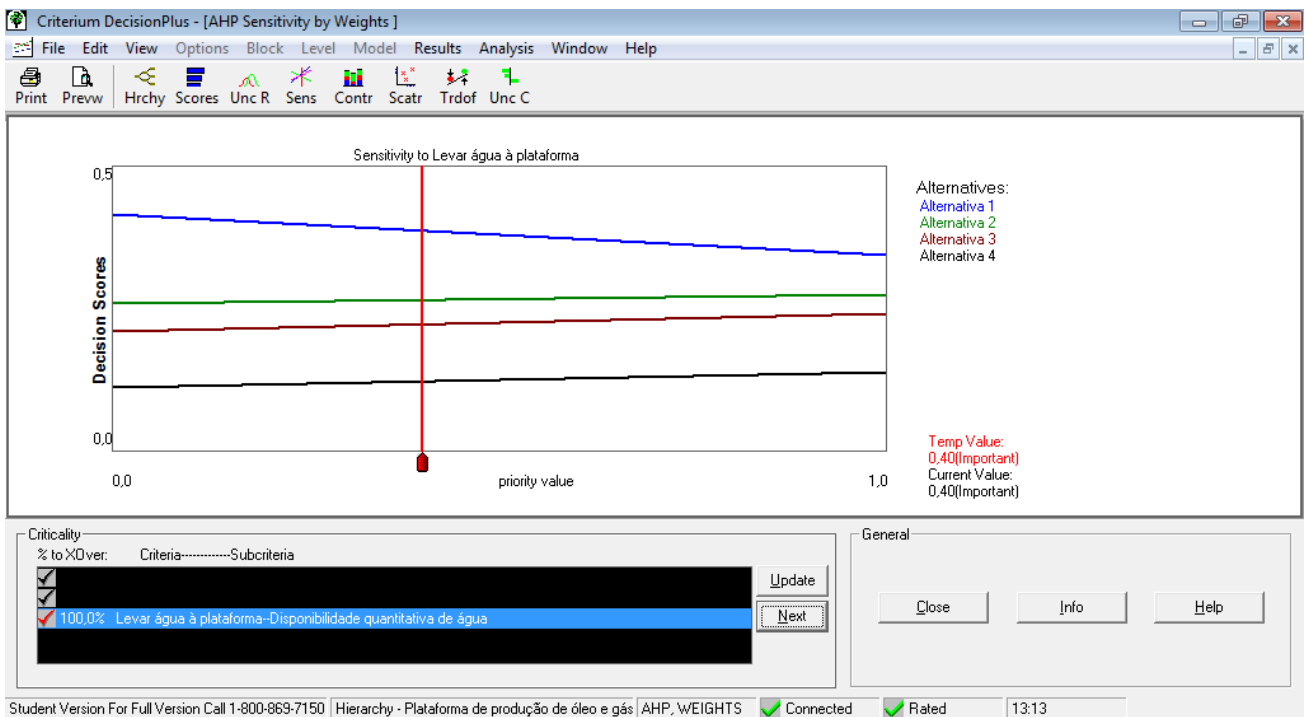 Criterium DecisionPlus - [AHP Sensitivity by Weights ]
File Edit View Options Block Level Model Results Analysis Window Help
Print Prevw Hrchy Scores Unc R Sens Contr Scatr Trdof Unc C
Sensitivity to Levar água à plataforma
0,5
Decision Scores
0,0
0,0 priority value 1,0
Alternatives:
Alternativa 1
Alternativa 2
Alternativa 3
Alternativa 4
Temp Value:
0,40(Important)
Current Value:
0,40(Important)
Criticality
% to XOver: Criteria-------------Subcriteria
100,0% Levar água à plataforma--Disponibilidade quantitativa de água
Update
Next
General
Close Info Help
Student Version For Full Version Call 1-800-869-7150 Hierarchy - Plataforma de produção de óleo e gás AHP, WEIGHTS Connected Rated 13:13